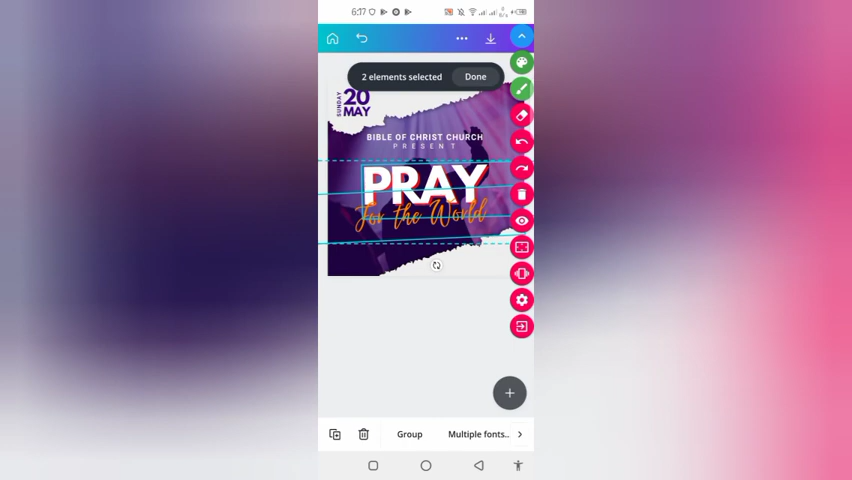 6:17
2 elements selected
Done
SUNDAY
20
MAY
BIBLE OF CHRIST CHURCH
PRESENT
PRAY
For the World
Group
Multiple fonts..